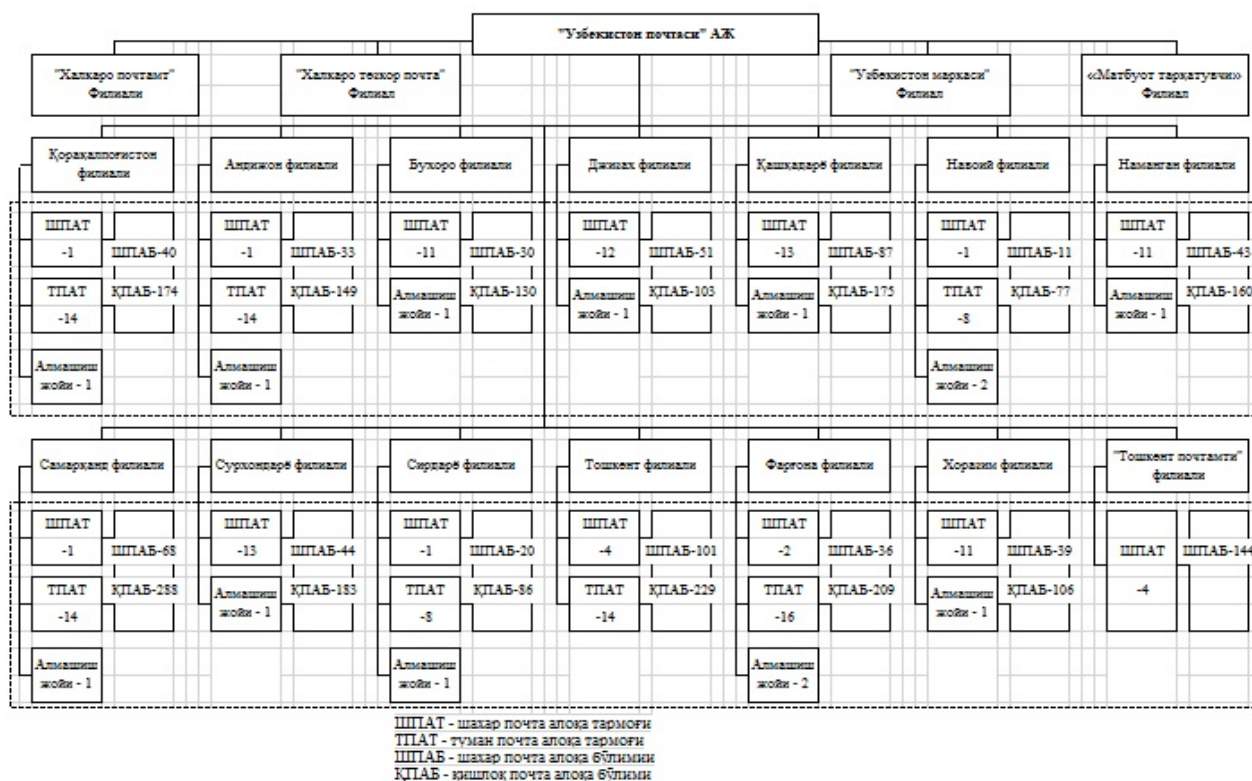 "Узбекистон почтаси" АЖ
"Халкаро почтамт"
Филиали
"Халкаро тезкор почта"
Филиал
"Узбекистон маркаси"
Филиал
«Матбуот тарқатувчи»
Филиал
Қорақалпоғистон
филиали
Андижон филиали
Бухоро филиали
Джизах филиали
Қашқадарё филиали
Навоий филиали
Наманган филиали
ШПАТ
-1
ШПАБ-40
ТПАТ
-14
ҚПАБ-174
Алмашиш
жойи - 1
ШПАТ
-1
ШПАБ-33
ТПАТ
-14
ҚПАБ-149
Алмашиш
жойи - 1
ШПАТ
-11
ШПАБ-30
Алмашиш
жойи - 1
ҚПАБ-130
ШПАТ
-12
ШПАБ-51
Алмашиш
жойи - 1
ҚПАБ-103
ШПАТ
-13
ШПАБ-87
Алмашиш
жойи - 1
ҚПАБ-175
ШПАТ
-1
ШПАБ-11
ТПАТ
-8
ҚПАБ-77
Алмашиш
жойи - 2
ШПАТ
-11
ШПАБ-43
Алмашиш
жойи - 1
ҚПАБ-160
Самарқанд филиали
Сурхондарё филиали
Сирдарё филиали
Тошкент филиали
Фарғона филиали
Хоразим филиали
"Тошкент почтамти"
филиали
ШПАТ
-1
ШПАБ-68
ТПАТ
-14
ҚПАБ-288
Алмашиш
жойи - 1
ШПАТ
-13
ШПАБ-44
Алмашиш
жойи - 1
ҚПАБ-183
ШПАТ
-1
ШПАБ-20
ТПАТ
-8
ҚПАБ-86
Алмашиш
жойи - 1
ШПАТ
-4
ШПАБ-101
ТПАТ
-14
ҚПАБ-229
ШПАТ
-2
ШПАБ-36
ТПАТ
-16
ҚПАБ-209
Алмашиш
жойи - 2
ШПАТ
-11
ШПАБ-39
Алмашиш
жойи - 1
ҚПАБ-106
ШПАТ
-4
ШПАБ-144
ШПАТ - шахар почта алоқа тармоғи
ТПАТ - туман почта алоқа тармоғи
ШПАБ - шахар почта алоқа бўлимии
ҚПАБ - қишлоқ почта алоқа бўлими